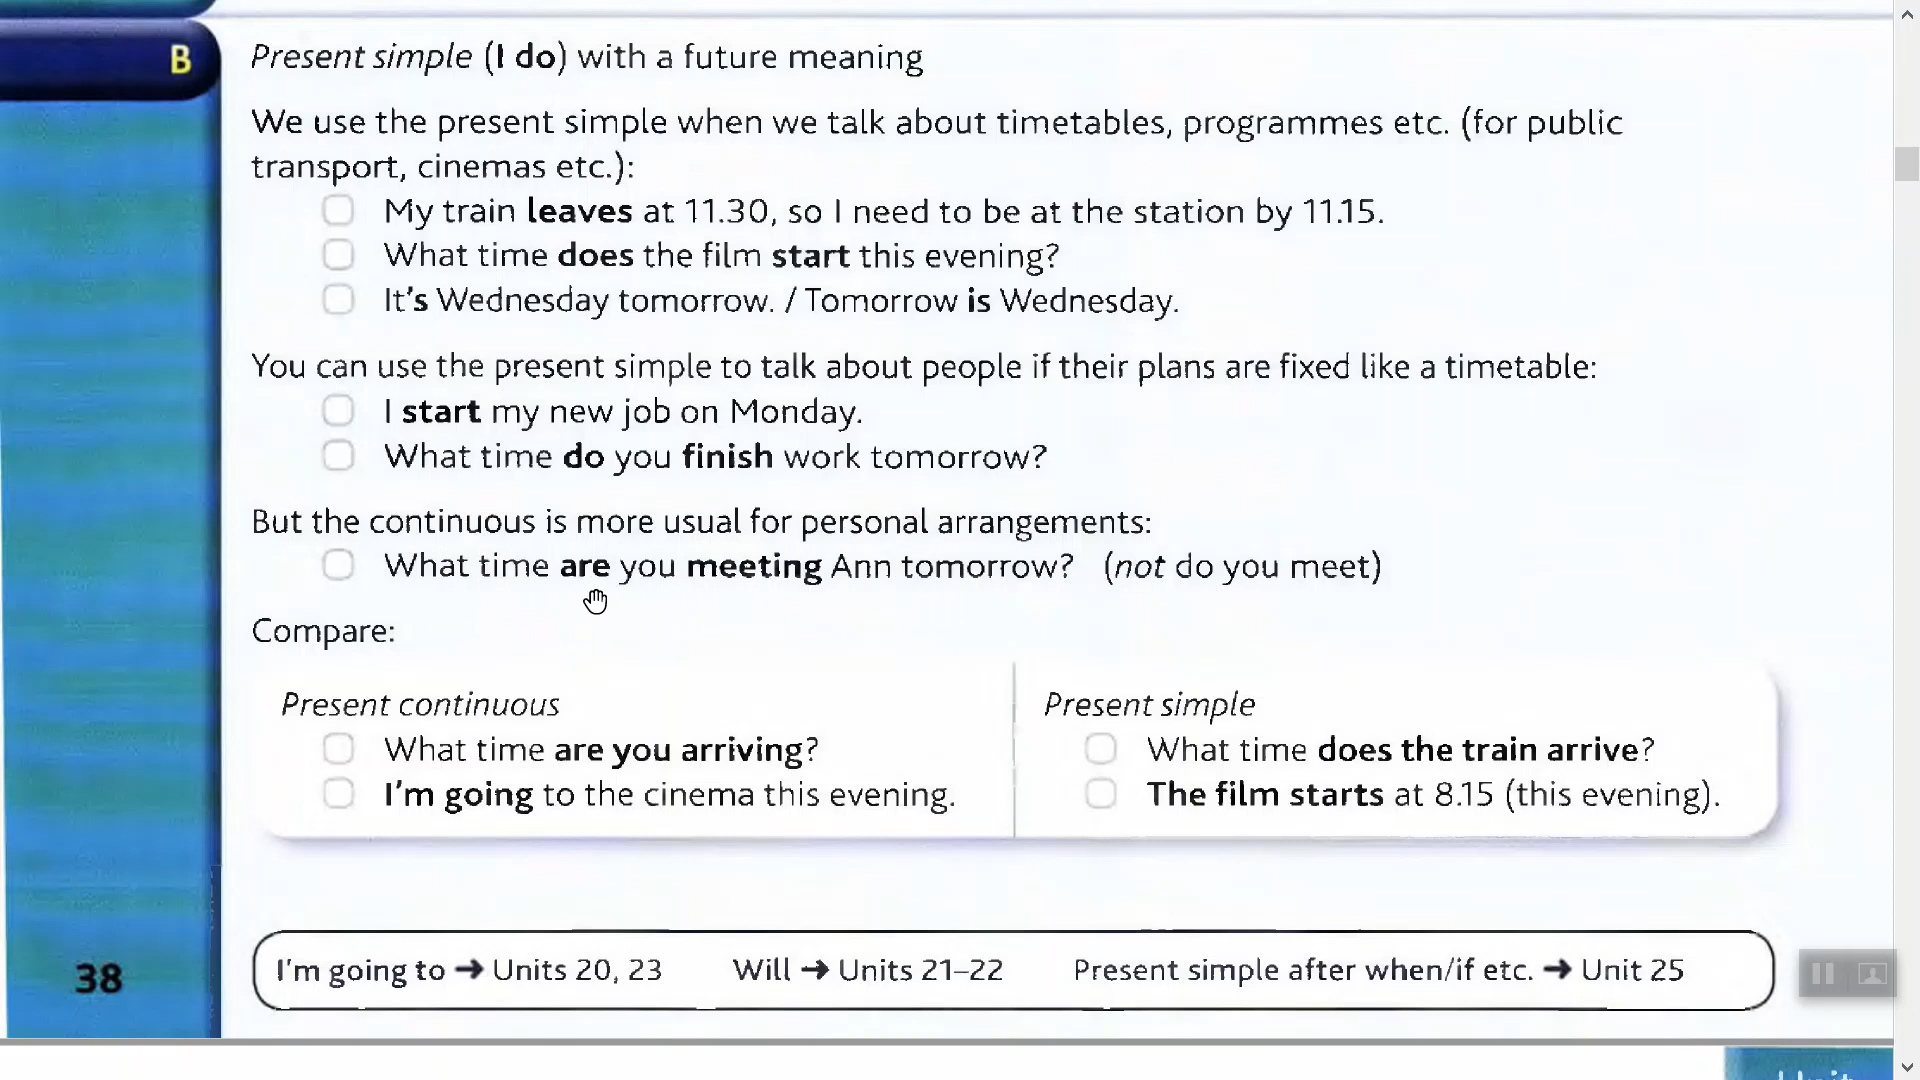 B
Present simple (I do) with a future meaning
We use the present simple when we talk about timetables, programmes etc. (for public
transport, cinemas etc.):
My train leaves at 11.30, so I need to be at the station by 11.15.
What time does the film start this evening?
It's Wednesday tomorrow. / Tomorrow is Wednesday.
You can use the present simple to talk about people if their plans are fixed like a timetable:
I start my new job on Monday.
What time do you finish work tomorrow?
But the continuous is more usual for personal arrangements:
What time are you meeting Ann tomorrow? (not do you meet)
Compare:
Present continuous
What time are you arriving?
I'm going to the cinema this evening.
Present simple
What time does the train arrive?
The film starts at 8.15 (this evening).
38
I'm going to → Units 20, 23 Will → Units 21–22 Present simple after when/if etc. → Unit 25